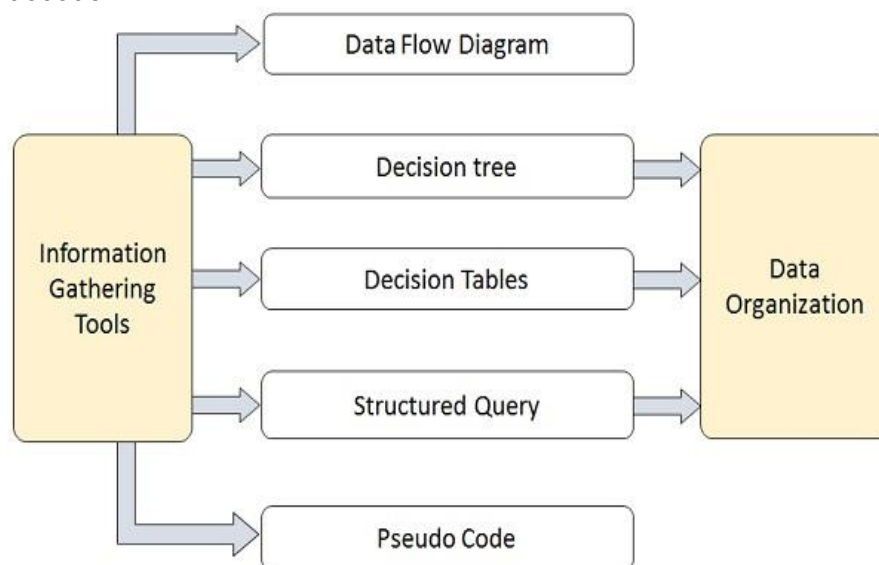 Data Flow Diagram
Decision tree
Information
Gathering
Tools
Decision Tables
Data
Organization
Structured Query
Pseudo Code